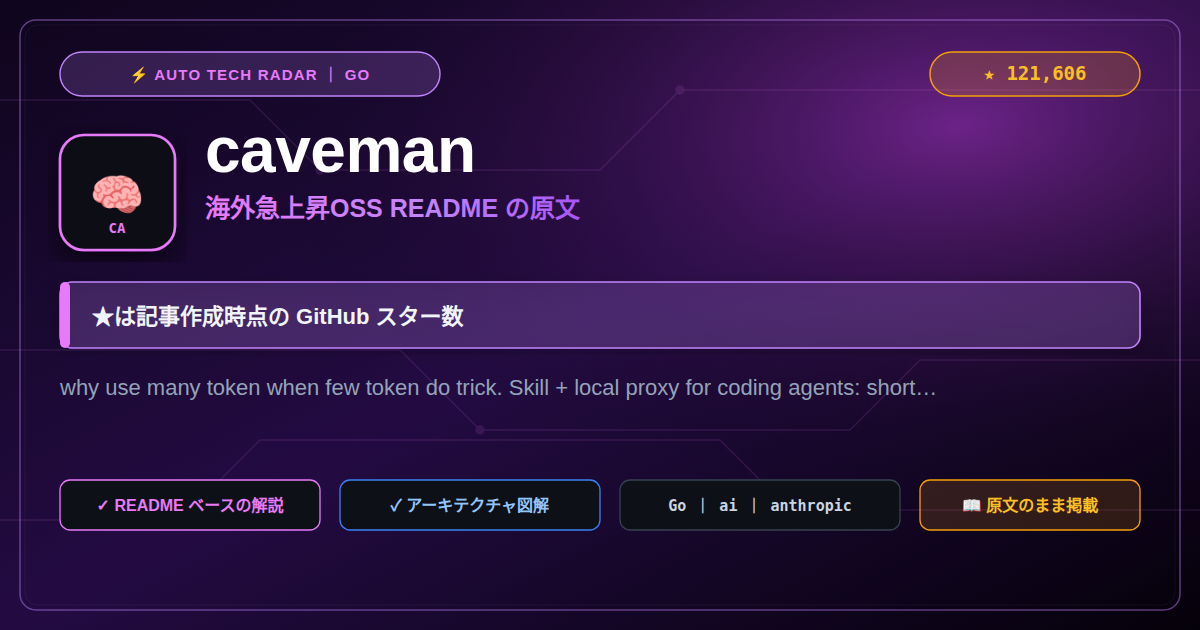 ⚡ AUTO TECH RADAR │ GO
★ 121,606
🧠
CA
caveman
海外急上昇OSS README の原文
★は記事作成時点の GitHub スター数
why use many token when few token do trick. Skill + local proxy for coding agents: short…
✓ README ベースの解説
✓ アーキテクチャ図解
Go │ ai │ anthropic
📖 原文のまま掲載